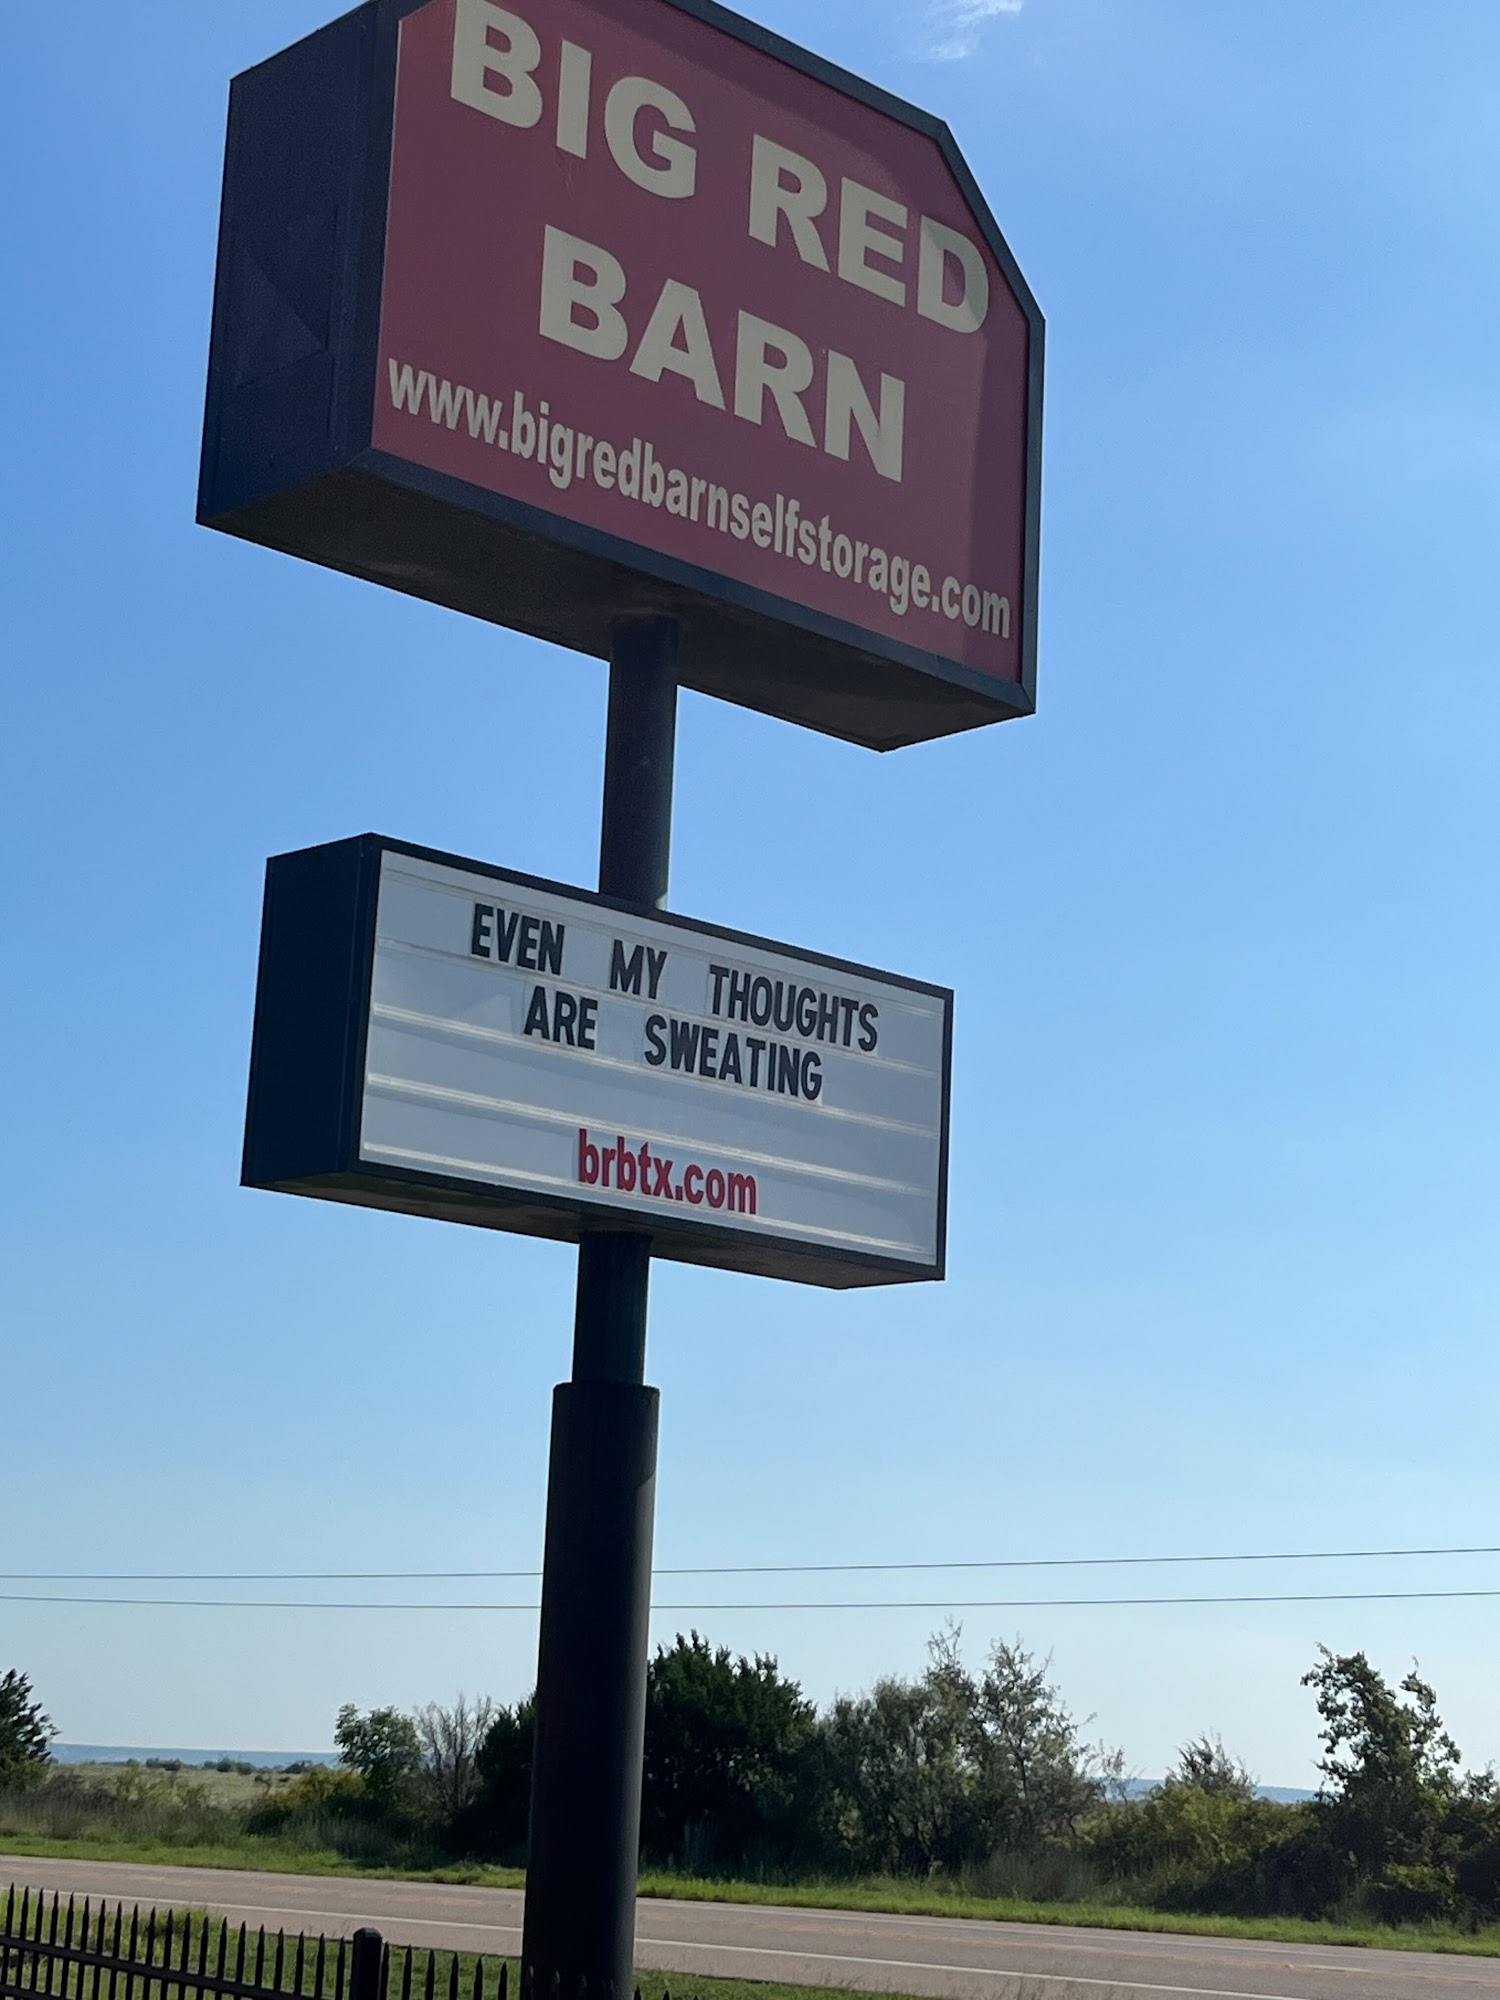 BIG RED
BARN
www.bigredbarnselfstorage.com
EVEN MY THOUGHTS
ARE SWEATING
brbtx.com